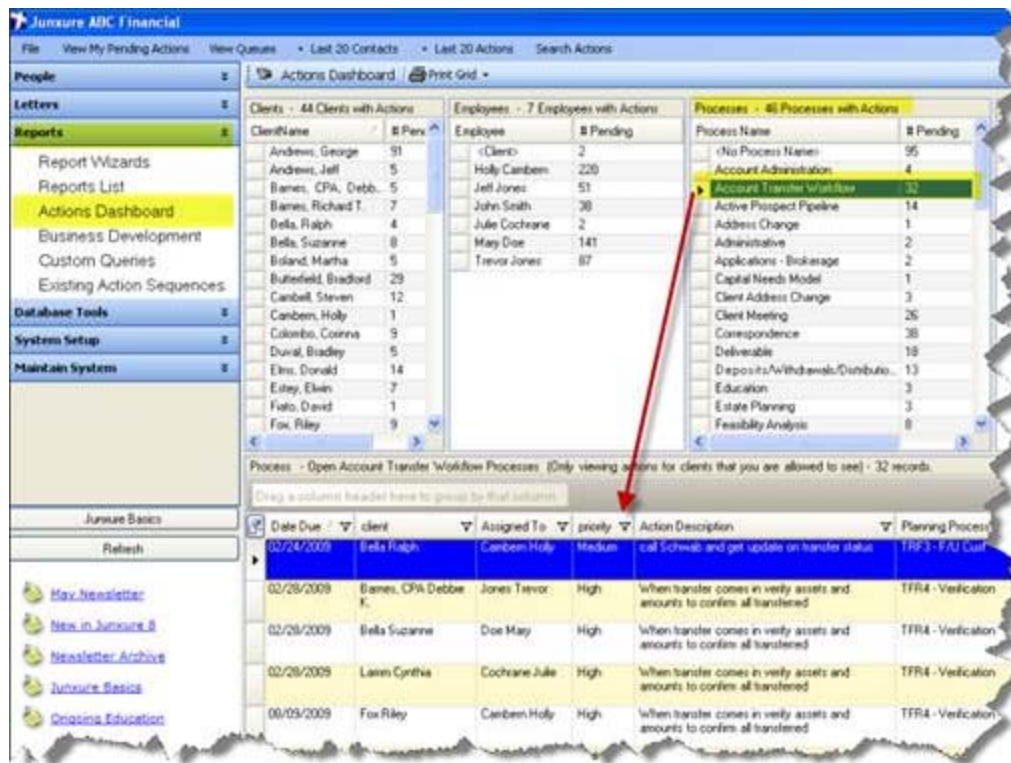 Junxure ABC Financial
File View My Pending Actions View Queues • Last 20 Contacts • Last 20 Actions Search Actions
People
Letters
Reports
Report Wizards
Reports List
Actions Dashboard
Business Development
Custom Queries
Existing Action Sequences
Database Tools
System Setup
Maintain System
Junxure Basics
Refresh
May Newsletter
New in Junxure 8
Newsletter Archive
Junxure Basics
Ongoing Education
Actions Dashboard Print Grid
Clients - 44 Clients with Actions
ClientName # Pen
Andrews, George 91
Andrews, Jeff 5
Barnes, CPA, Debb... 5
Barnes, Richard T. 7
Bella, Ralph 4
Bella, Suzanne 8
Boland, Martha 5
Butterfield, Bradford 29
Cambell, Steven 12
Cambern, Holly 1
Colombo, Corinna 9
Duval, Bradley 5
Elms, Donald 14
Estey, Elwin 7
Fiato, David 1
Fox, Riley 9
Employees - 7 Employees with Actions
Employee # Pending
<Client> 2
Holly Cambern 220
Jeff Jones 51
John Smith 38
Julie Cochrane 2
Mary Doe 141
Trevor Jones 87
Processes - 46 Processes with Actions
Process Name # Pending
<No Process Name> 95
Account Administration 4
Account Transfer Workflow 32
Active Prospect Pipeline 14
Address Change 1
Administrative 2
Applications - Brokerage 2
Capital Needs Model 1
Client Address Change 3
Client Meeting 26
Correspondence 38
Deliverable 18
Deposits/Withdrawals/Distributio... 13
Education 3
Estate Planning 3
Feasibility Analysis 8
Process - Open Account Transfer Workflow Processes (Only viewing actions for clients that you are allowed to see) - 32 records.
Drag a column header here to group by that column
Date Due client Assigned To priority Action Description Planning Process
02/24/2009 Bella Ralph Cambern Holly Medium call Schwab and get update on transfer status TRF3 - F/U Cust
02/28/2009 Barnes, CPA Debbie Jones Trevor High When transfer comes in verify assets and TFR4 - Verification
K. amounts to confirm all transferred
02/28/2009 Bella Suzanne Doe Mary High When transfer comes in verify assets and TFR4 - Verification
amounts to confirm all transferred
02/28/2009 Lamm Cynthia Cochrane Julie High When transfer comes in verify assets and TFR4 - Verification
amounts to confirm all transferred
Fox Riley Cambern Holly High When transfer comes in verify assets and TFR4 - Verification
amounts to confirm all transferred